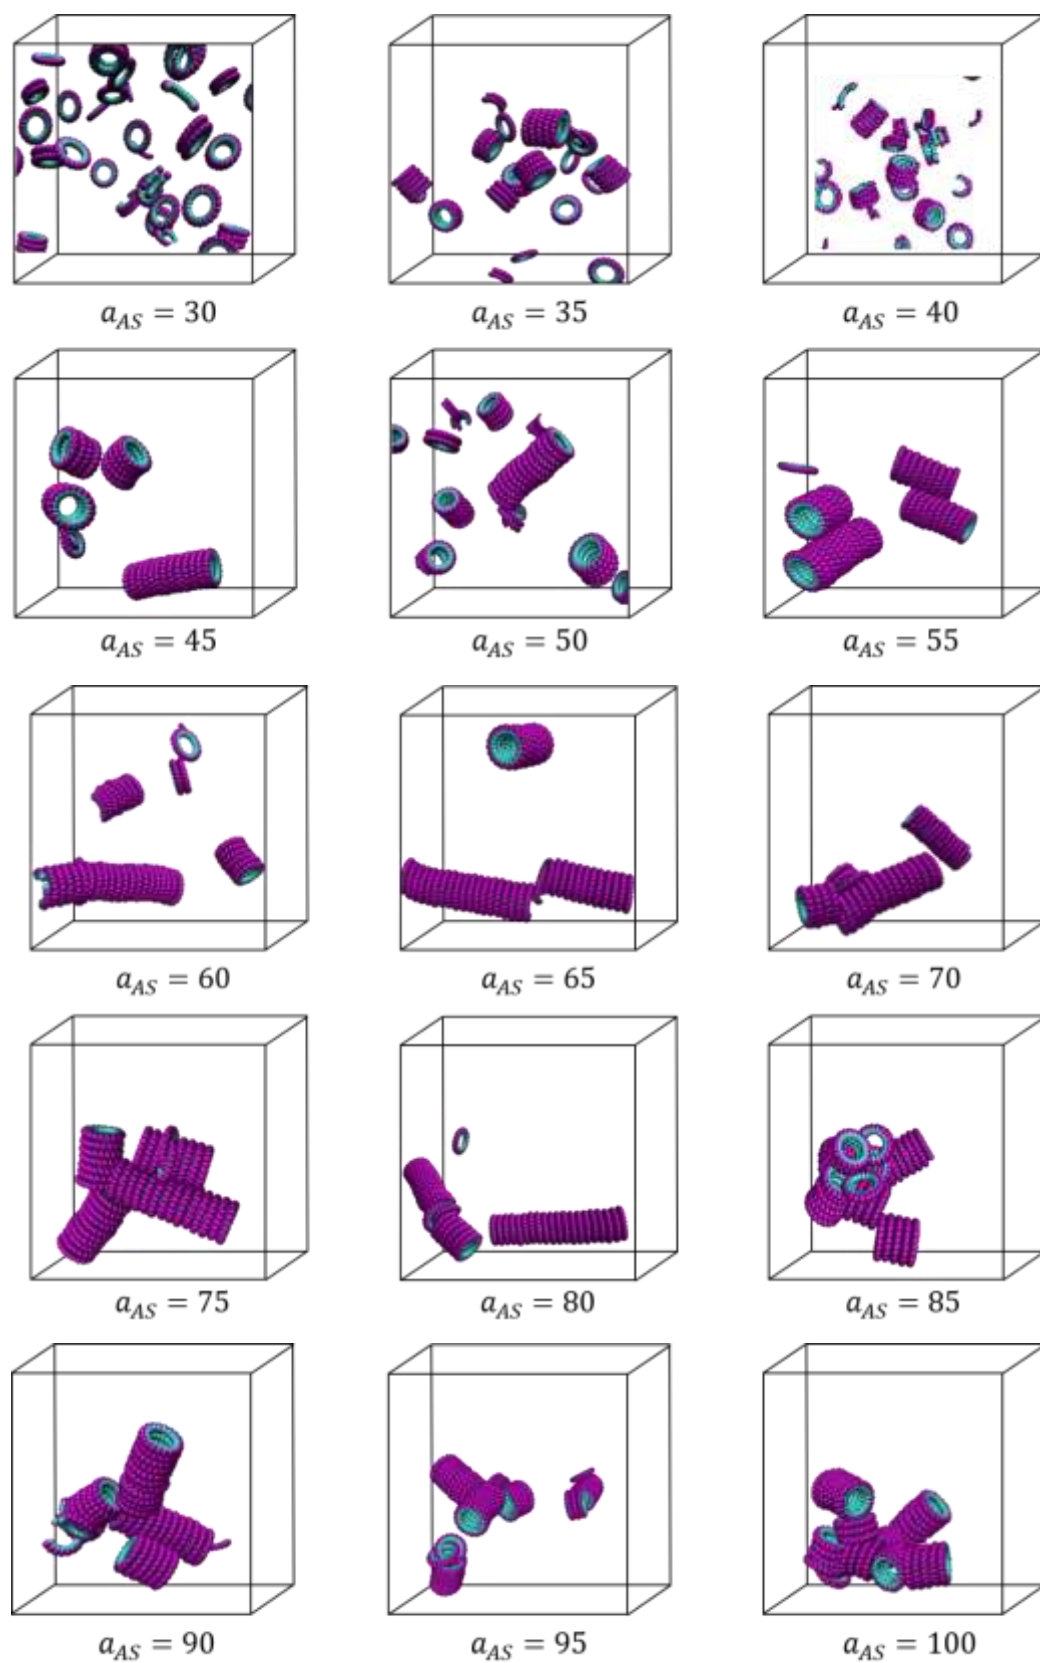 a_AS = 30
a_AS = 35
a_AS = 40
a_AS = 45
a_AS = 50
a_AS = 55
a_AS = 60
a_AS = 65
a_AS = 70
a_AS = 75
a_AS = 80
a_AS = 85
a_AS = 90
a_AS = 95
a_AS = 100